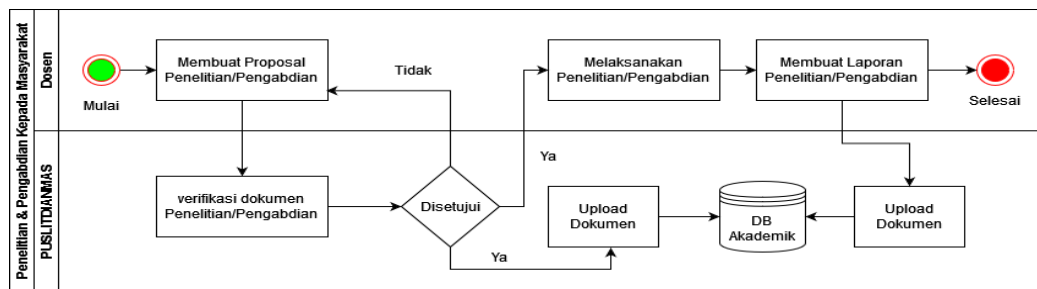 Penelitian & Pengabdian Kepada Masyarakat
Dosen
Mulai
Membuat Proposal
Penelitian/Pengabdian
Tidak
Melaksanakan
Penelitian/Pengabdian
Membuat Laporan
Penelitian/Pengabdian
Selesai
verifikasi dokumen
Penelitian/Pengabdian
Disetujui
Ya
Ya
Upload
Dokumen
DB
Akademik
Upload
Dokumen